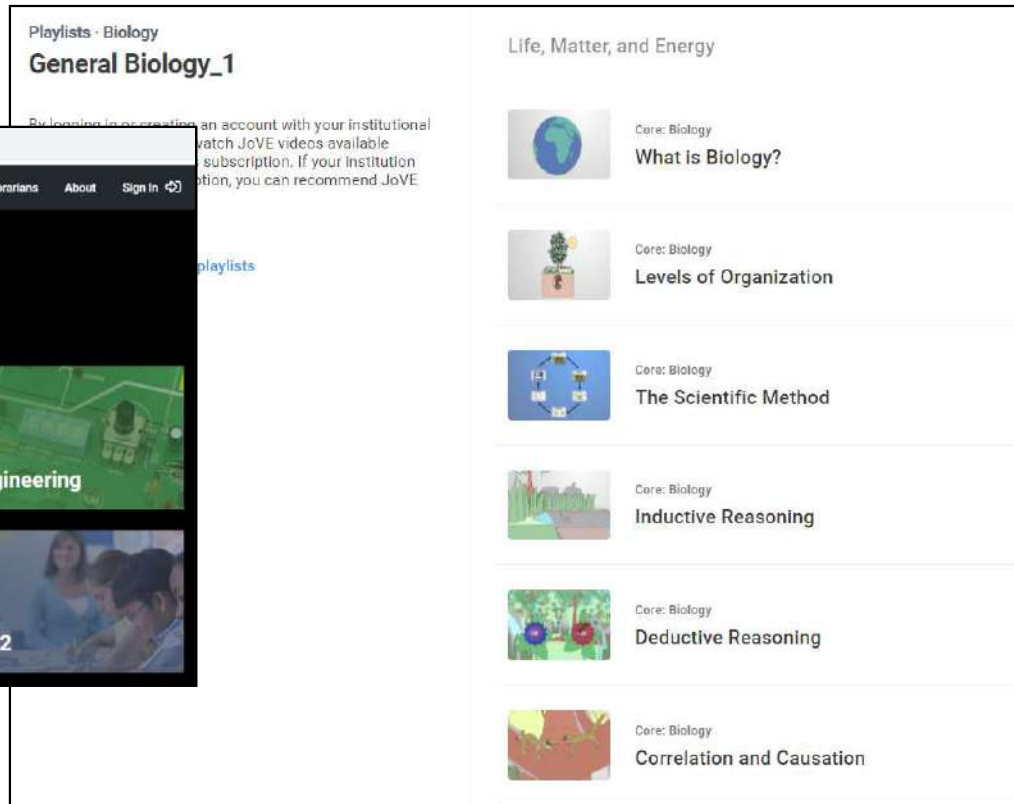 Playlists · Biology
General Biology_1
By logging in or creating an account with your institutional
watch JoVE videos available
subscription. If your institution
you can recommend JoVE
playlists
About
Sign In
2
Life, Matter, and Energy
Core: Biology
What is Biology?
Core: Biology
Levels of Organization
Core: Biology
The Scientific Method
Core: Biology
Inductive Reasoning
Core: Biology
Deductive Reasoning
Core: Biology
Correlation and Causation